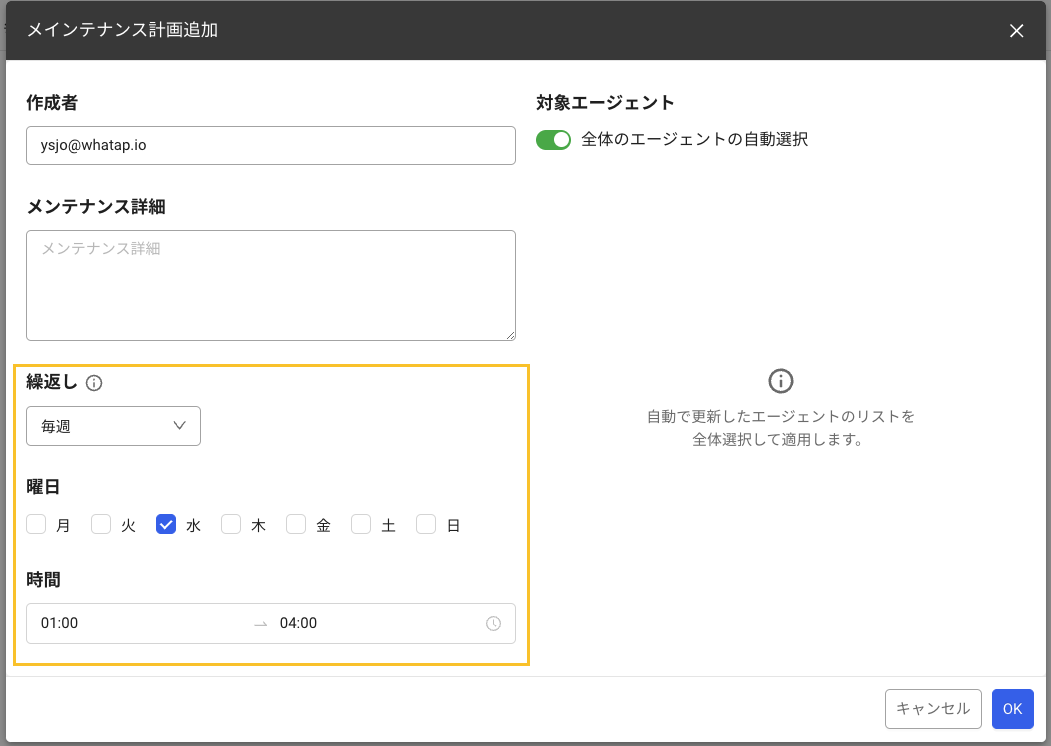 メインテナンス計画追加
作成者
ysjo@whatap.io
メンテナンス詳細
メンテナンス詳細
繰返し
毎週
曜日
月 火 水 木 金 土 日
時間
01:00 → 04:00
対象エージェント
全体のエージェントの自動選択
自動で更新したエージェントのリストを
全体選択して適用します。
キャンセル
OK